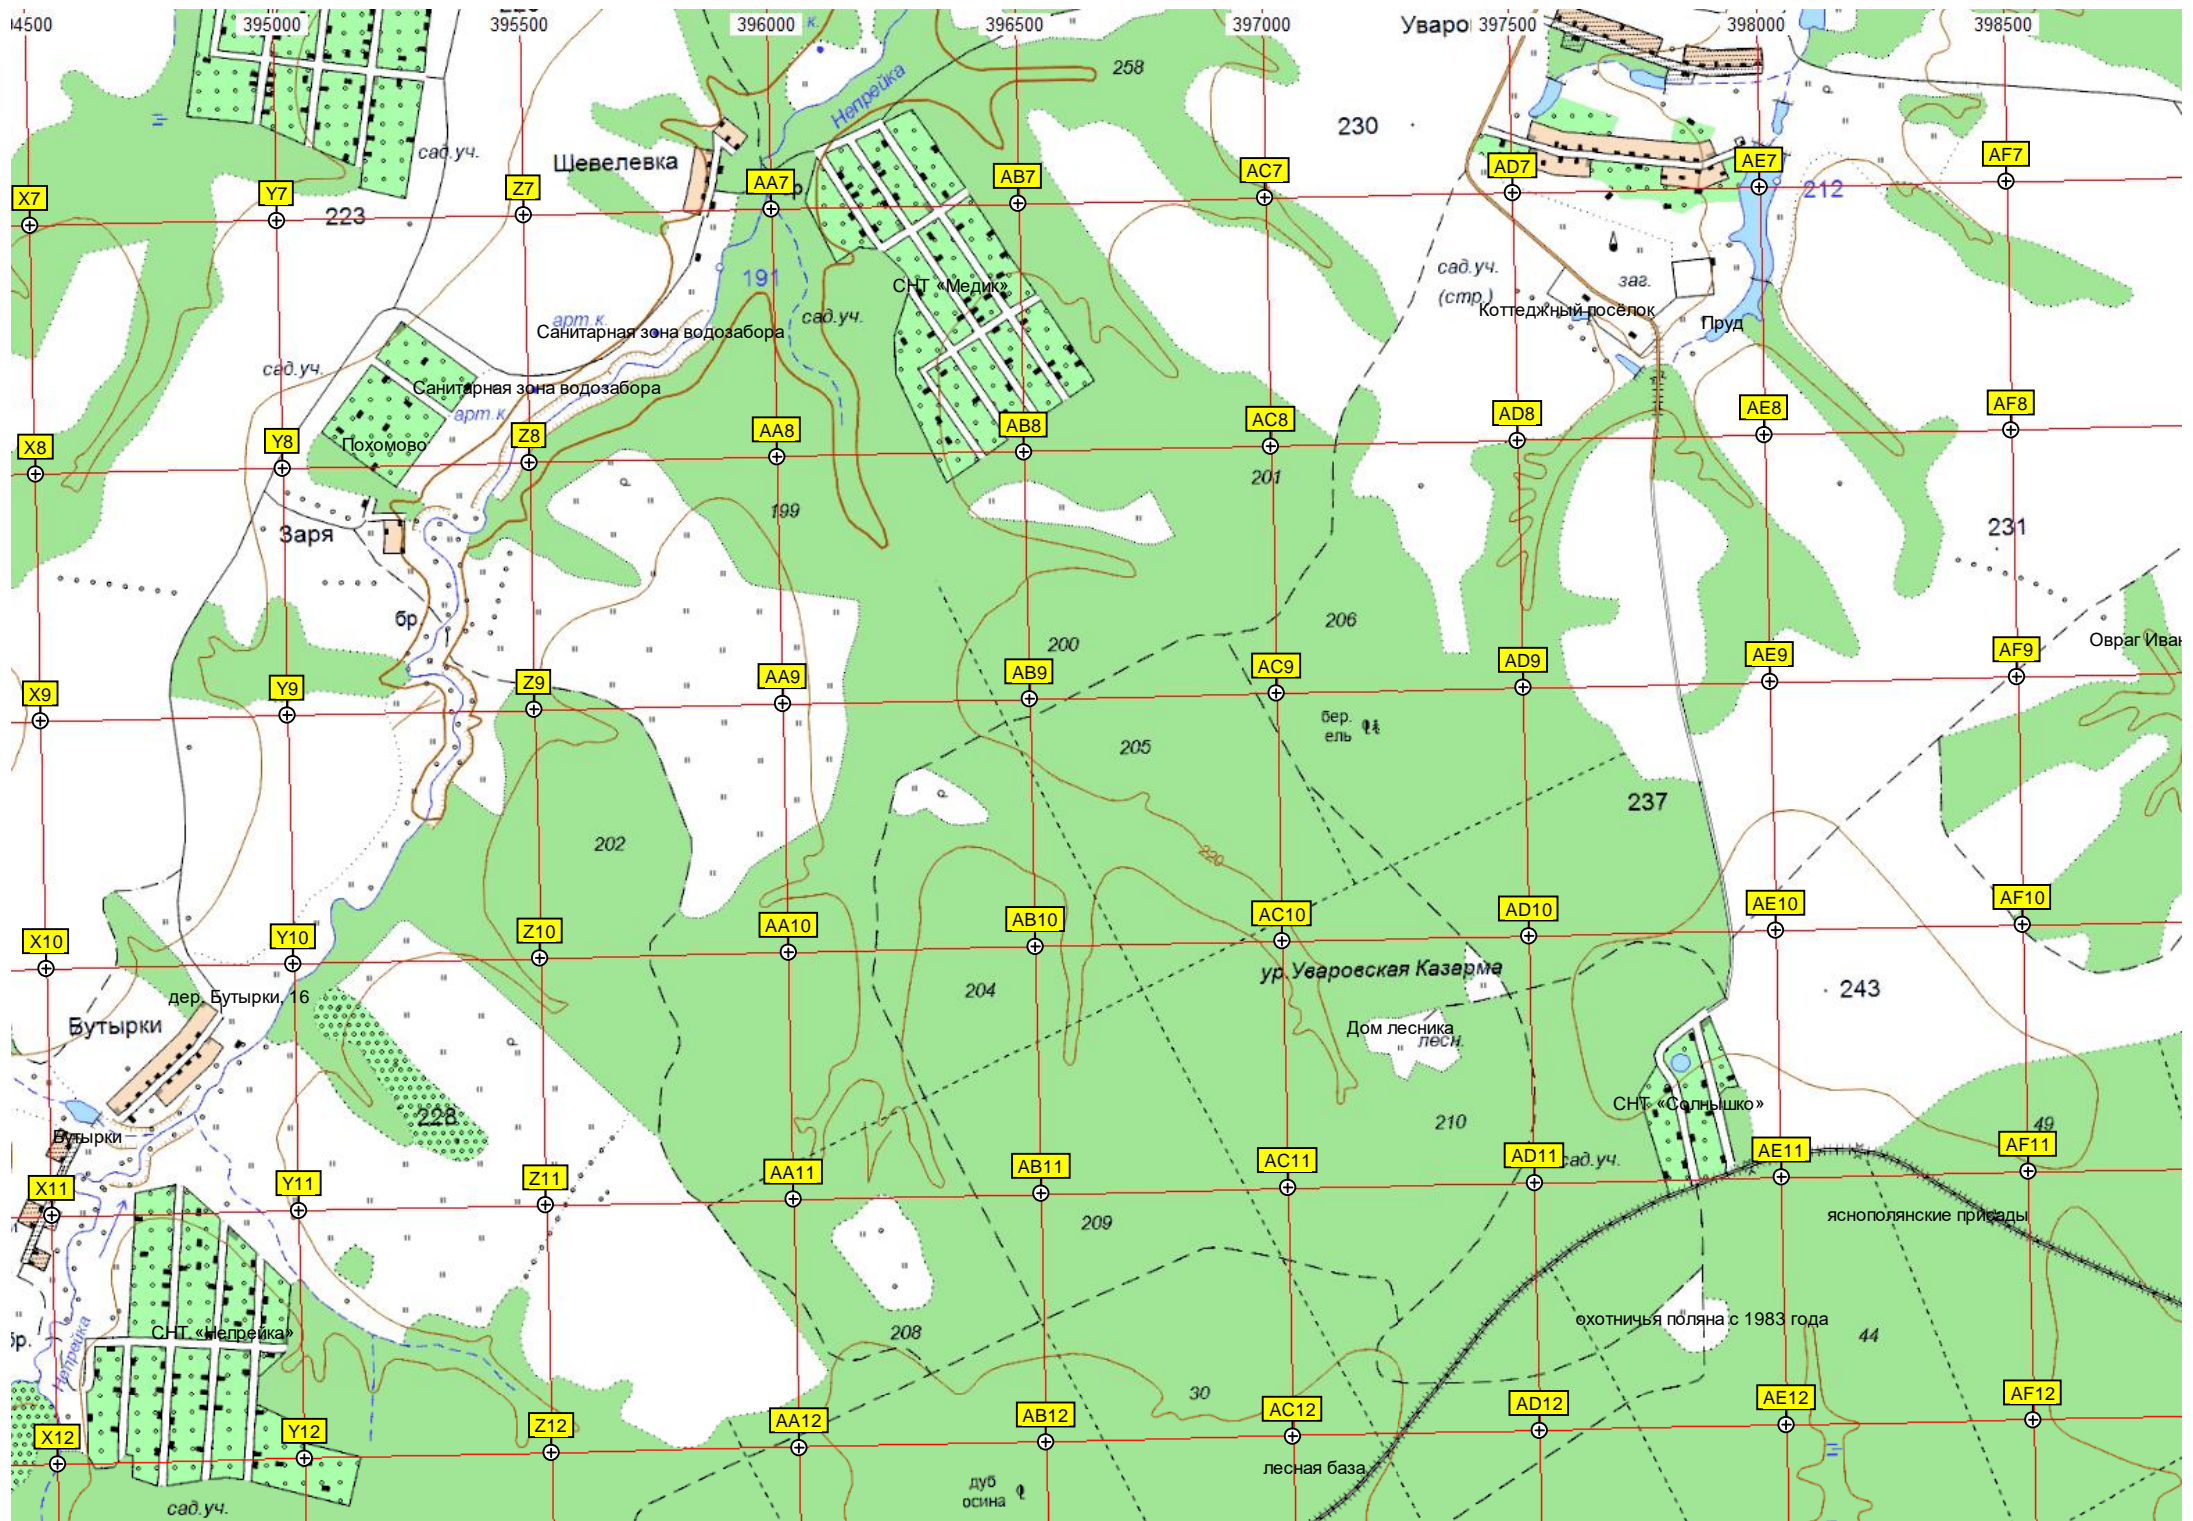 4500 395000 395500 396000 396500 397000 397500 398000 398500
к.
Уваро
258
Непрейка
230
сад.уч.
Шевелевка
X7 Y7 Z7 AA7 AB7 AC7 AD7 AE7 AF7
223
212
191
СНТ «Медик»
сад.уч.
(стр.)
заг.
Коттеджный посёлок
Пруд
арт.к.
сад.уч.
Санитарная зона водозабора
сад.уч.
Санитарная зона водозабора
арт.к
Похомово
X8 Y8 Z8 AA8 AB8 AC8 AD8 AE8 AF8
201
199
231
Заря
бр.
206
200
Овраг Иван
X9 Y9 Z9 AA9 AB9 AC9 AD9 AE9 AF9
бер.
ель
205
237
202
220
X10 Y10 Z10 AA10 AB10 AC10 AD10 AE10 AF10
ур.Уваровская Казарма
204
243
дер. Бутырки, 16
Бутырки
Дом лесника
лесн.
228
СНТ «Солнышко»
210
49
Бутырки
сад.уч.
X11 Y11 Z11 AA11 AB11 AC11 AD11 AE11 AF11
209
яснополянские присады
СНТ «Непрейка»
Непрейка
бр.
208
охотничья поляна с 1983 года
44
30
X12 Y12 Z12 AA12 AB12 AC12 AD12 AE12 AF12
лесная база
дуб
осина
сад.уч.